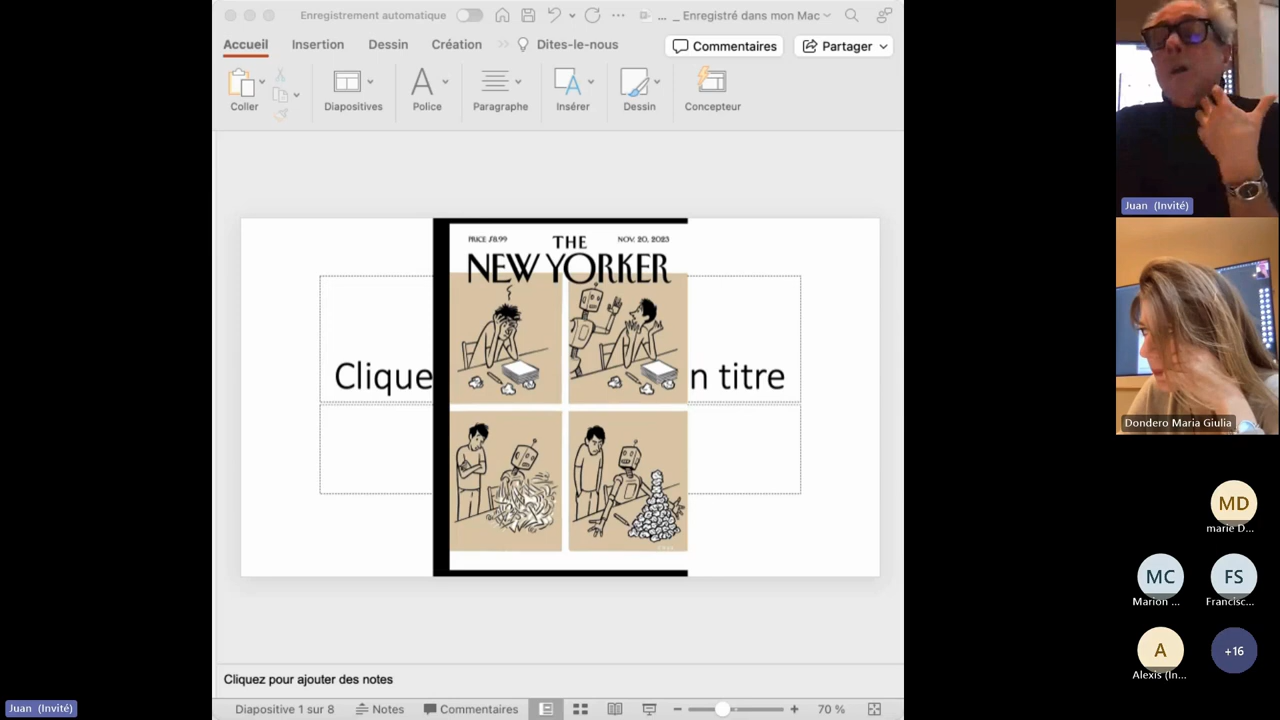 Enregistrement automatique
... _ Enregistré dans mon Mac
Accueil Insertion Dessin Création Dites-le-nous
Commentaires Partager
Coller Diapositives Police Paragraphe Insérer Dessin Concepteur
PRICE $8.99 THE NOV. 20, 2023
NEW YORKER
Clique n titre
Cliquez pour ajouter des notes
Diapositive 1 sur 8 Notes Commentaires 70 %
Juan (Invité)
Juan (Invité)
Dondero Maria Giulia
MD
marie D...
MC FS
Marion ... Francisc...
A +16
Alexis (In...